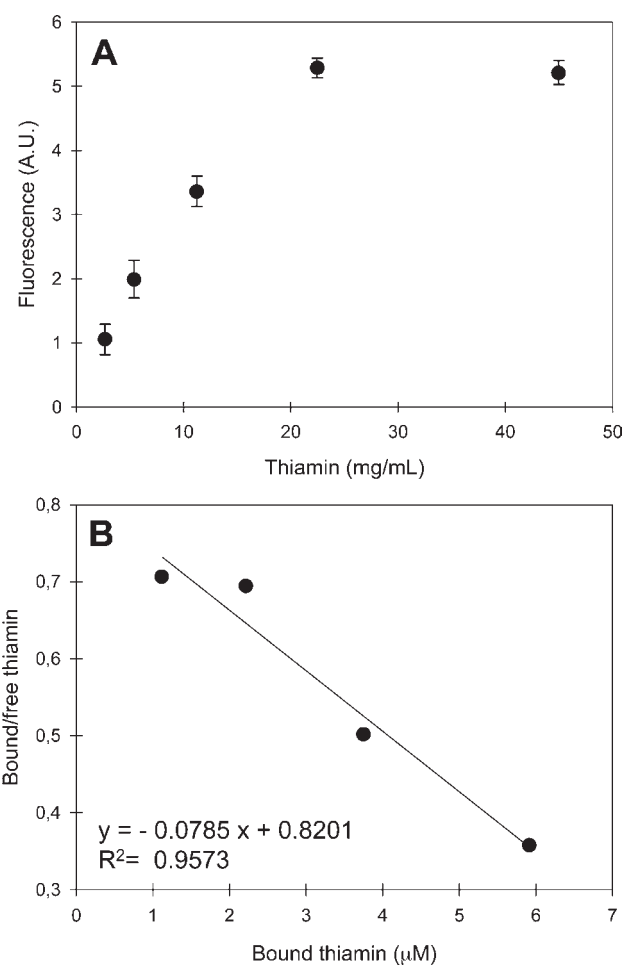 A
6
5
4
3
2
1
0
Fluorescence (A.U.)
0 10 20 30 40 50
Thiamin (mg/mL)
B
0,8
0,7
0,6
0,5
0,4
0,3
Bound/free thiamin
y = - 0.0785 x + 0.8201
R²= 0.9573
0 1 2 3 4 5 6 7
Bound thiamin (μM)